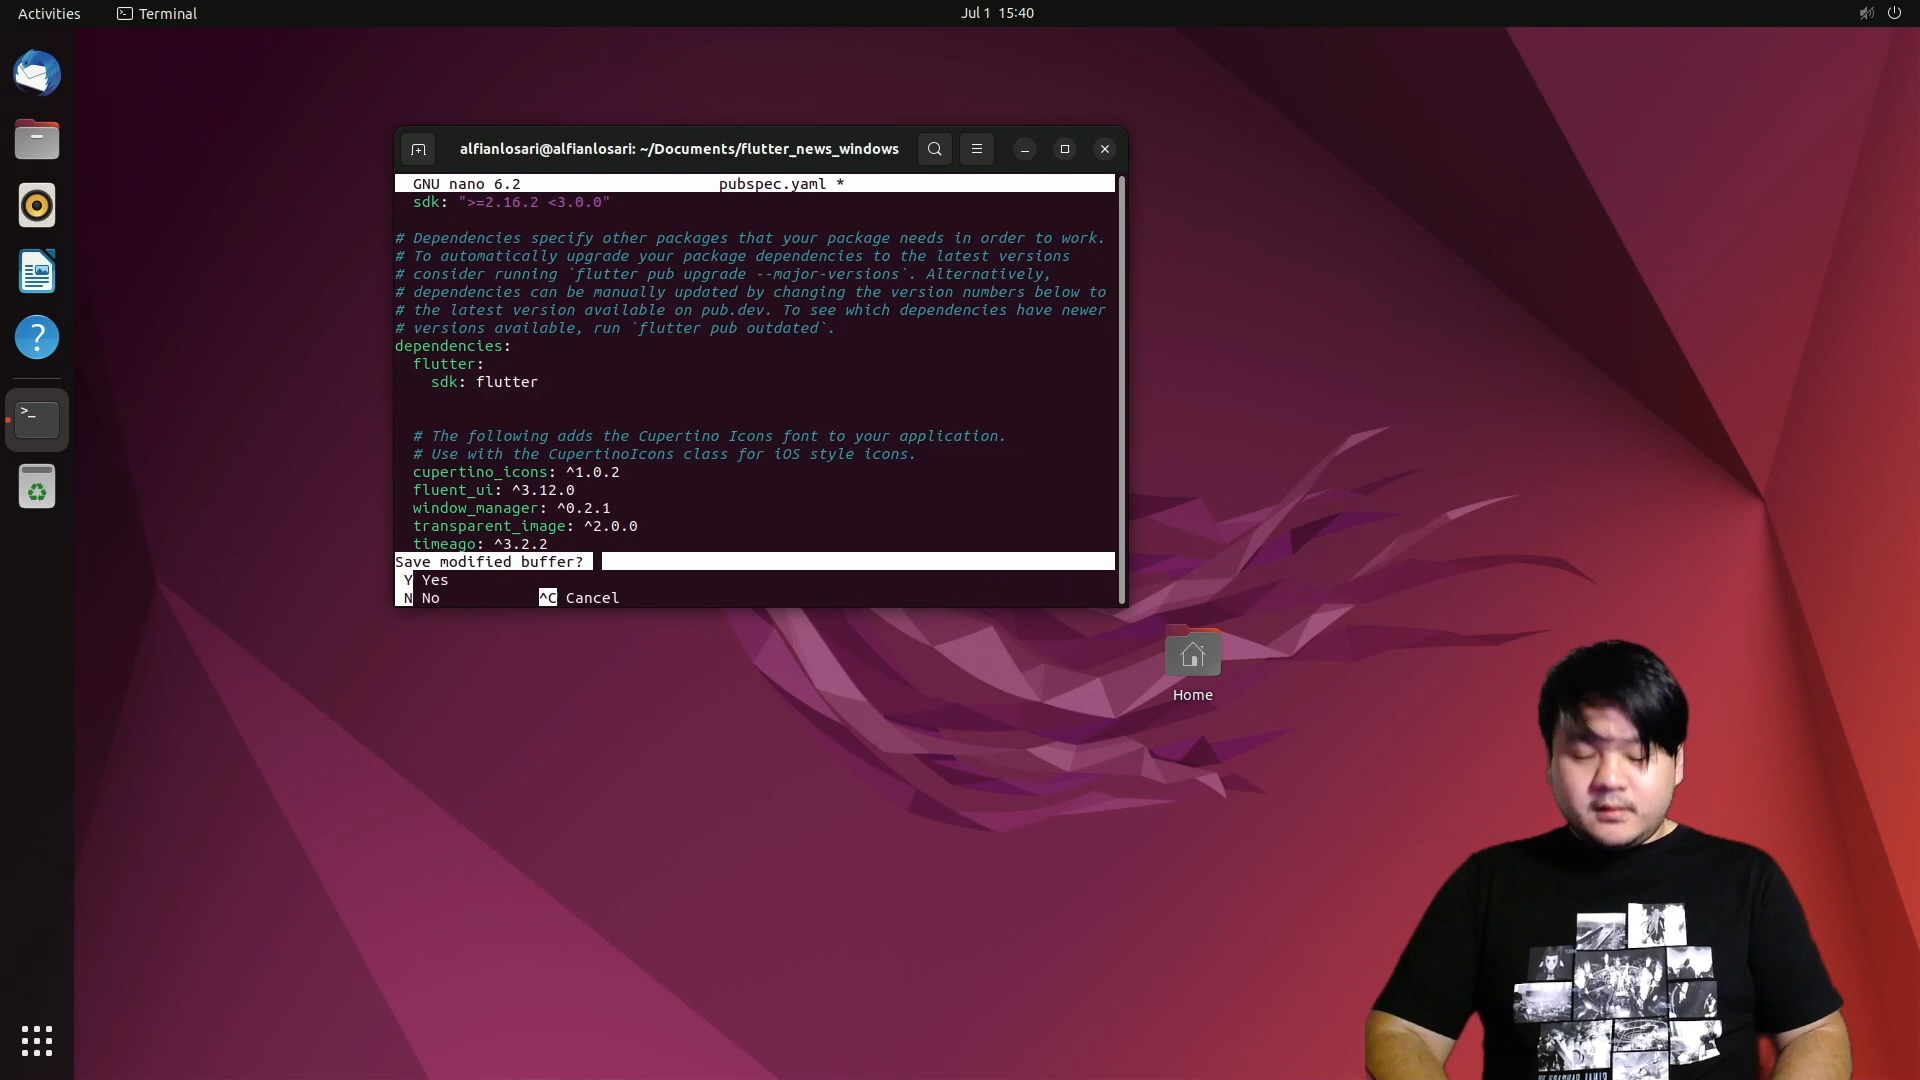 Activities
Terminal
Jul 1 15:40
alfianlosari@alfianlosari: ~/Documents/flutter_news_windows
GNU nano 6.2 pubspec.yaml *
sdk: ">=2.16.2 <3.0.0"
# Dependencies specify other packages that your package needs in order to work.
# To automatically upgrade your package dependencies to the latest versions
# consider running `flutter pub upgrade --major-versions`. Alternatively,
# dependencies can be manually updated by changing the version numbers below to
# the latest version available on pub.dev. To see which dependencies have newer
# versions available, run `flutter pub outdated`.
dependencies:
flutter:
sdk: flutter
# The following adds the Cupertino Icons font to your application.
# Use with the CupertinoIcons class for iOS style icons.
cupertino_icons: ^1.0.2
fluent_ui: ^3.12.0
window_manager: ^0.2.1
transparent_image: ^2.0.0
timeago: ^3.2.2
Save modified buffer?
Y Yes
N No ^C Cancel
Home